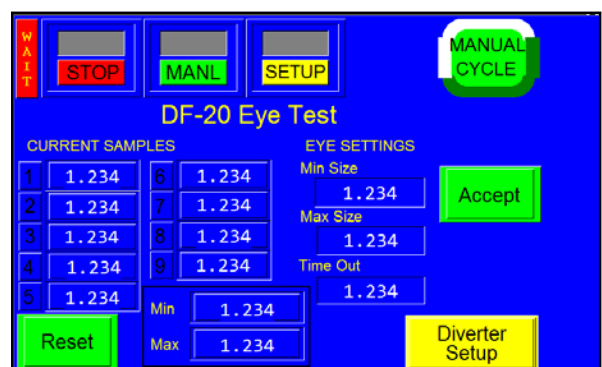 WAIT
STOP MANL SETUP
MANUAL
CYCLE
DF-20 Eye Test
CURRENT SAMPLES
1 1.234
2 1.234
3 1.234
4 1.234
5 1.234
6 1.234
7 1.234
8 1.234
9 1.234
Min 1.234
Max 1.234
EYE SETTINGS
Min Size
1.234
Max Size
1.234
Time Out
1.234
Accept
Reset
Diverter
Setup